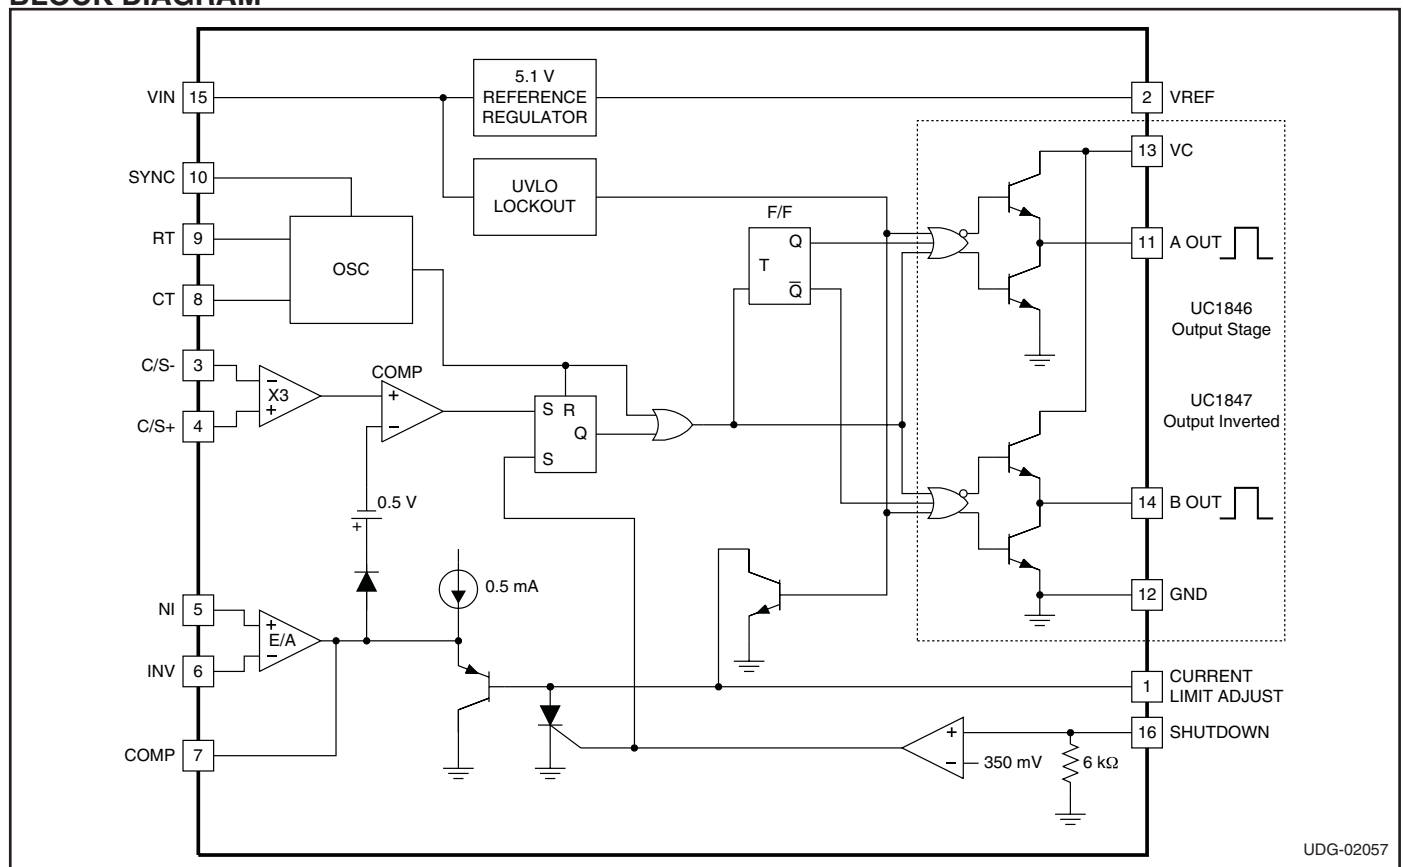 BLOCK DIAGRAM
VIN 15
5.1 V
REFERENCE
REGULATOR
2 VREF
13 VC
SYNC 10
UVLO
LOCKOUT
F/F
RT 9
OSC
T
Q
Q̅
11 A OUT
CT 8
UC1846
Output Stage
C/S- 3
−
X3
+
C/S+ 4
COMP
+
−
S R
Q
S
UC1847
Output Inverted
0.5 V
+
14 B OUT
0.5 mA
12 GND
NI 5
+
E/A
−
INV 6
1 CURRENT
LIMIT ADJUST
COMP 7
+
−
350 mV
6 kΩ
16 SHUTDOWN
UDG-02057